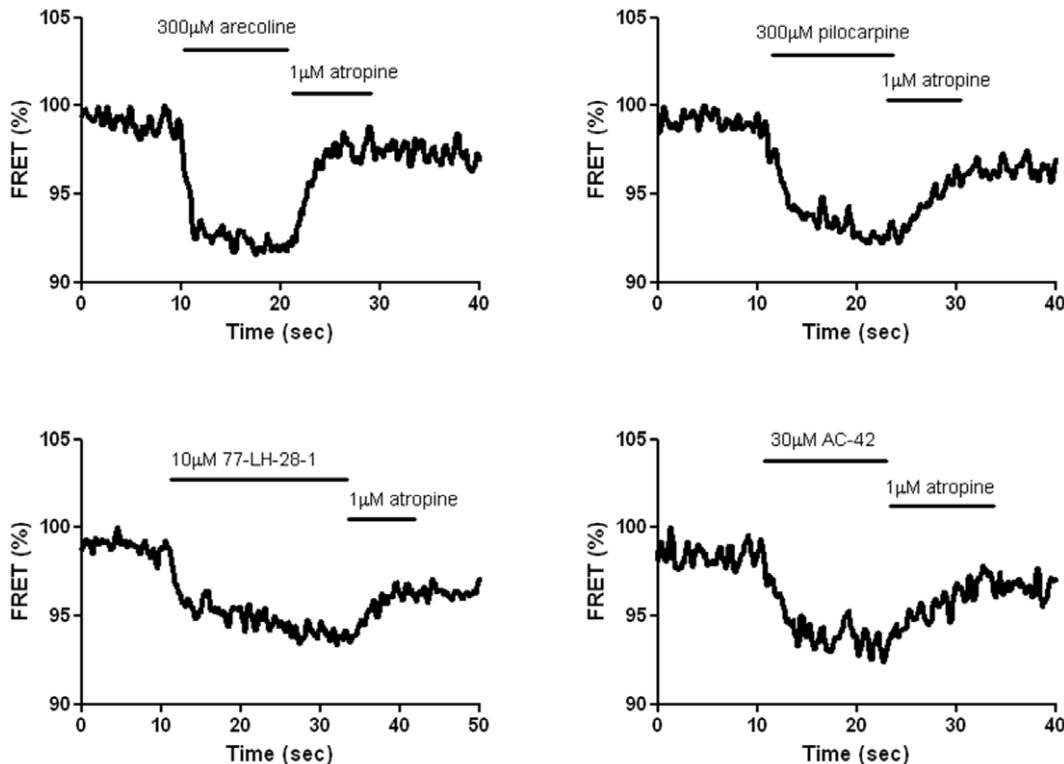 105
300µM arecoline
1µM atropine
100
FRET (%)
95
90
0 10 20 30 40
Time (sec)
105
300µM pilocarpine
1µM atropine
100
FRET (%)
95
90
0 10 20 30 40
Time (sec)
105
10µM 77-LH-28-1
1µM atropine
100
FRET (%)
95
90
0 10 20 30 40 50
Time (sec)
105
30µM AC-42
1µM atropine
100
FRET (%)
95
90
0 10 20 30 40
Time (sec)